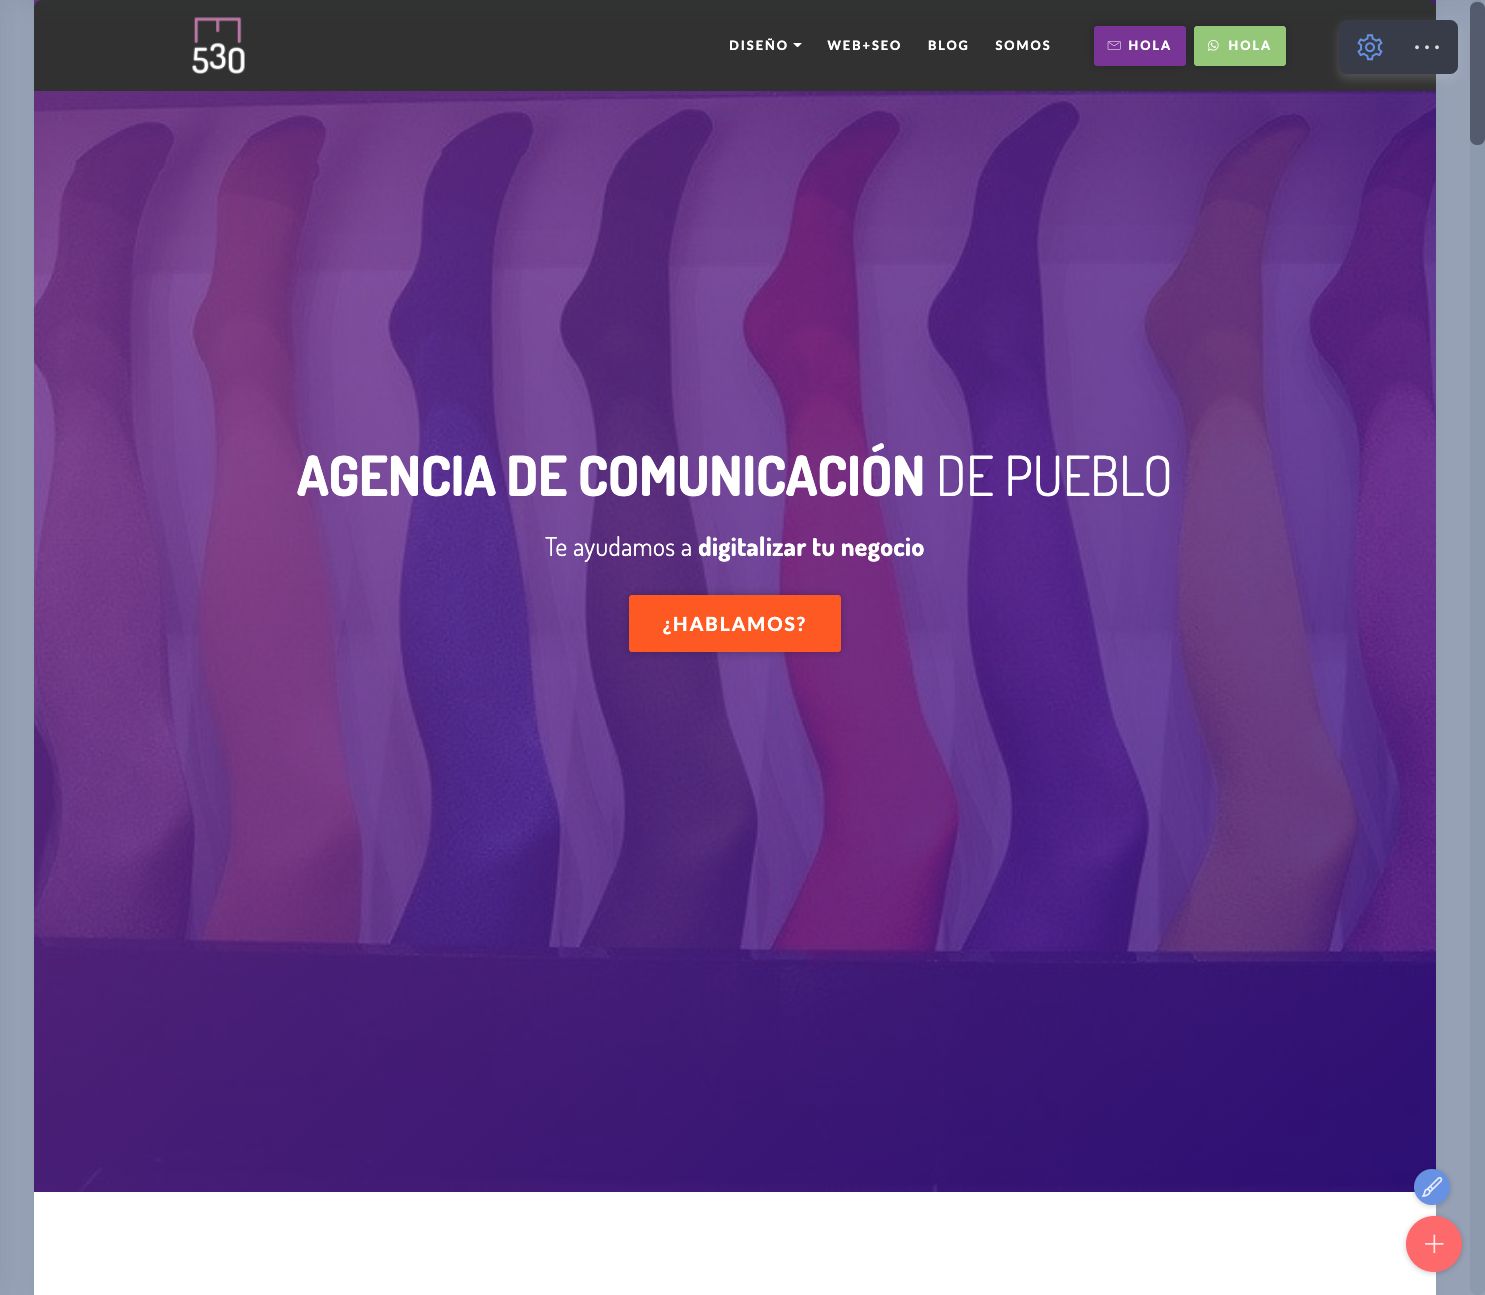 530
DISEÑO
WEB+SEO
BLOG
SOMOS
HOLA
HOLA
AGENCIA DE COMUNICACIÓN DE PUEBLO
Te ayudamos a digitalizar tu negocio
¿HABLAMOS?